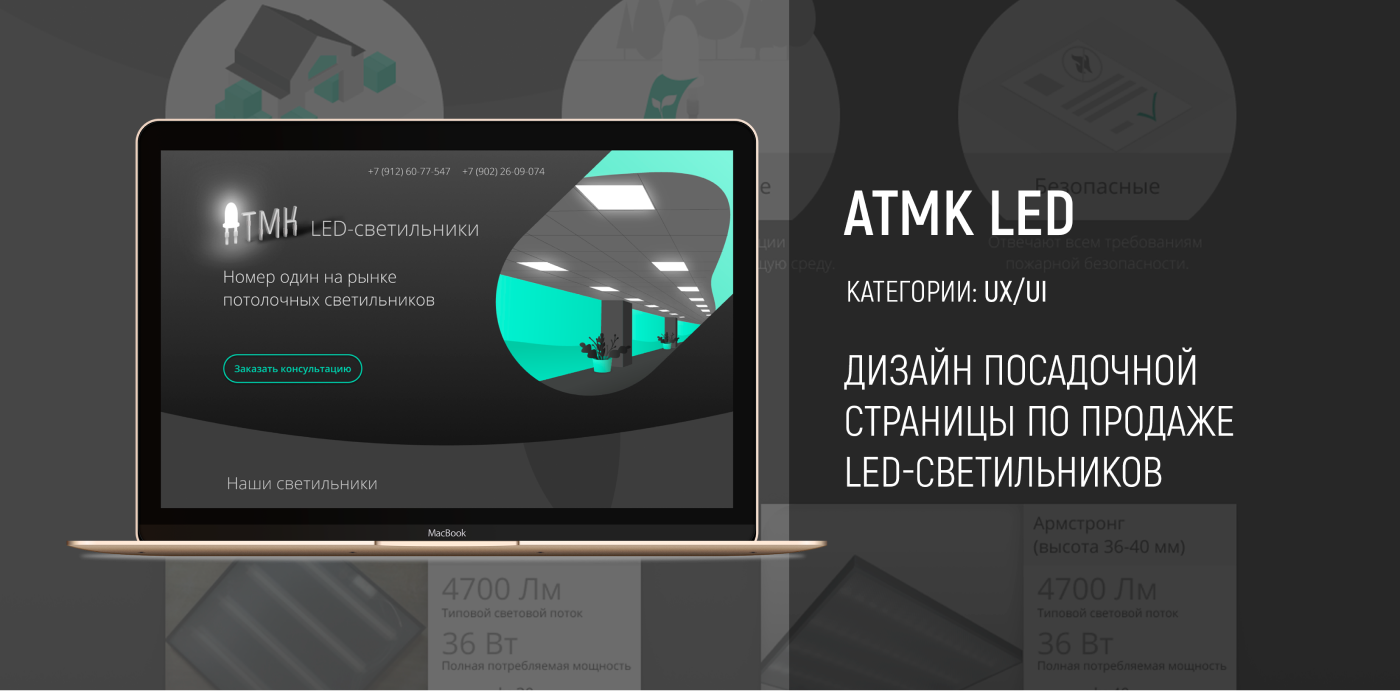 +7 (912) 60-77-547 +7 (902) 26-09-074
АТМК LED-светильники
Номер один на рынке
потолочных светильников
Заказать консультацию
Наши светильники
MacBook
АТМК LED
КАТЕГОРИИ: UX/UI
ДИЗАЙН ПОСАДОЧНОЙ
СТРАНИЦЫ ПО ПРОДАЖЕ
LED-СВЕТИЛЬНИКОВ
Безопасные
Отвечают всем требованиям
пожарной безопасности.
среду.
4700 Лм
Типовой световой поток
36 Вт
Полная потребляемая мощность
Армстронг
(высота 36-40 мм)
4700 Лм
Типовой световой поток
36 Вт
Полная потребляемая мощность